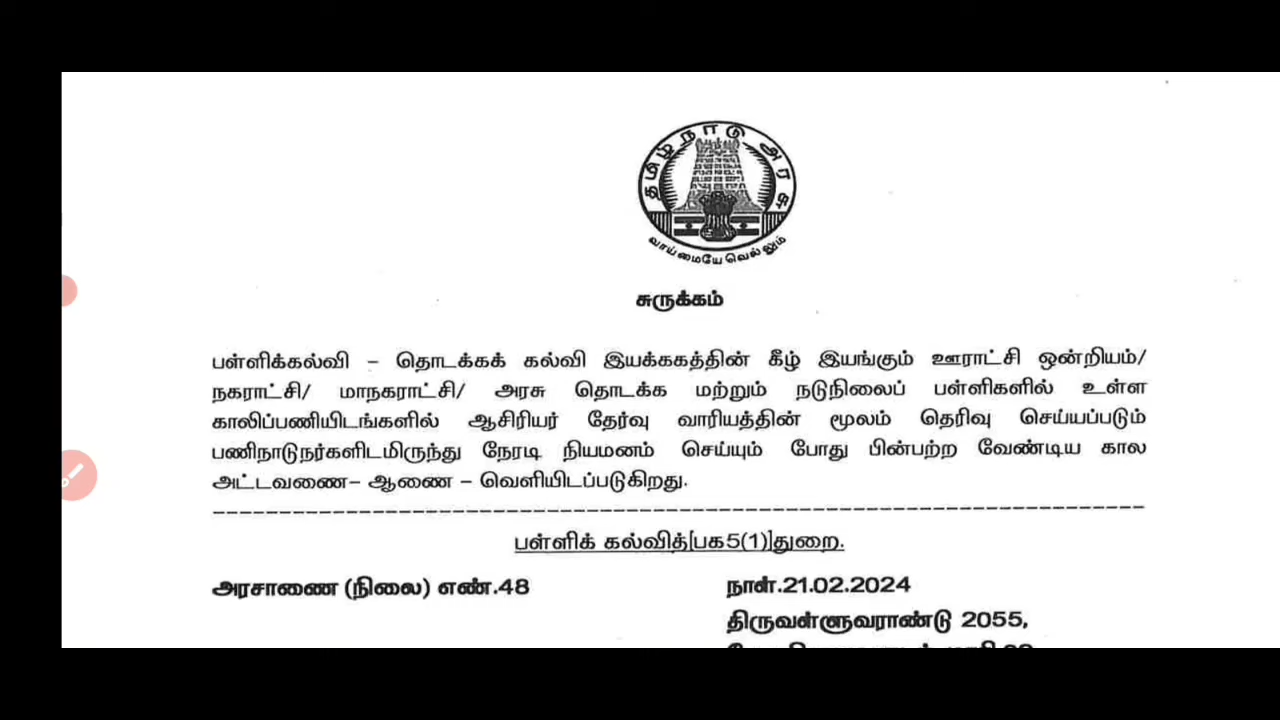 தமிழ்நாடு அரசு
வாய்மையே வெல்லும்
சுருக்கம்
பள்ளிக்கல்வி – தொடக்கக் கல்வி இயக்ககத்தின் கீழ் இயங்கும் ஊராட்சி ஒன்றியம்/
நகராட்சி/ மாநகராட்சி/ அரசு தொடக்க மற்றும் நடுநிலைப் பள்ளிகளில் உள்ள
காலிப்பணியிடங்களில் ஆசிரியர் தேர்வு வாரியத்தின் மூலம் தெரிவு செய்யப்படும்
பணிநாடுநர்களிடமிருந்து நேரடி நியமனம் செய்யும் போது பின்பற்ற வேண்டிய கால
அட்டவணை– ஆணை – வெளியிடப்படுகிறது.
பள்ளிக் கல்வித்[பக5(1)]துறை.
அரசாணை (நிலை) எண்.48
நாள்.21.02.2024
திருவள்ளுவராண்டு 2055,